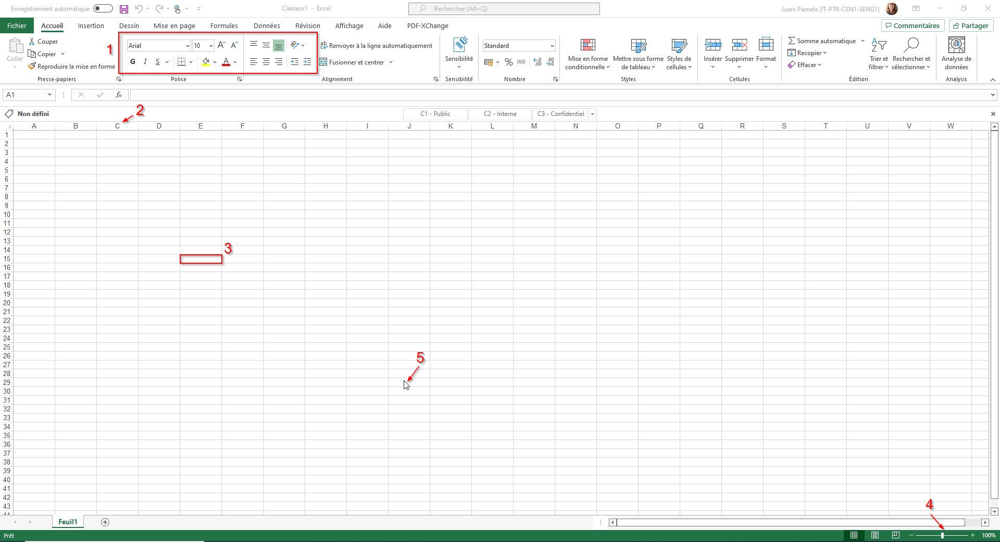 Enregistrement automatique
Classeur1 - Excel
Rechercher (Alt+Q)
Jueni Pamela (IT-PTR-CEN1-SENG1)
Fichier Accueil Insertion Dessin Mise en page Formules Données Révision Affichage Aide PDF-XChange
Commentaires Partager
Coller
Couper
Copier
Reproduire la mise en forme
Presse-papiers
1
Arial 10 A A
G I S A
Police
ab Renvoyer à la ligne automatiquement
Fusionner et centrer
Alignement
Sensibilité
Sensibilité
Standard
% 000
Nombre
Mise en forme
conditionnelle
Mettre sous forme
de tableau
Styles de
cellules
Styles
Insérer Supprimer Format
Cellules
Somme automatique
Recopier
Effacer
Trier et
filtrer
Rechercher et
sélectionner
Édition
Analyse de
données
Analysis
A1
fx
Non défini
2
C1 - Public C2 - Interne C3 - Confidentiel
A B C D E F G H I J K L M N O P Q R S T U V W
1
2
3
4
5
6
7
8
9
10
11
12
13
14
3
15
16
17
18
19
20
21
22
23
24
25
26
5
27
28
29
30
31
32
33
34
35
36
37
38
39
40
41
42
43
4
44
Feuil1
Prêt
100%